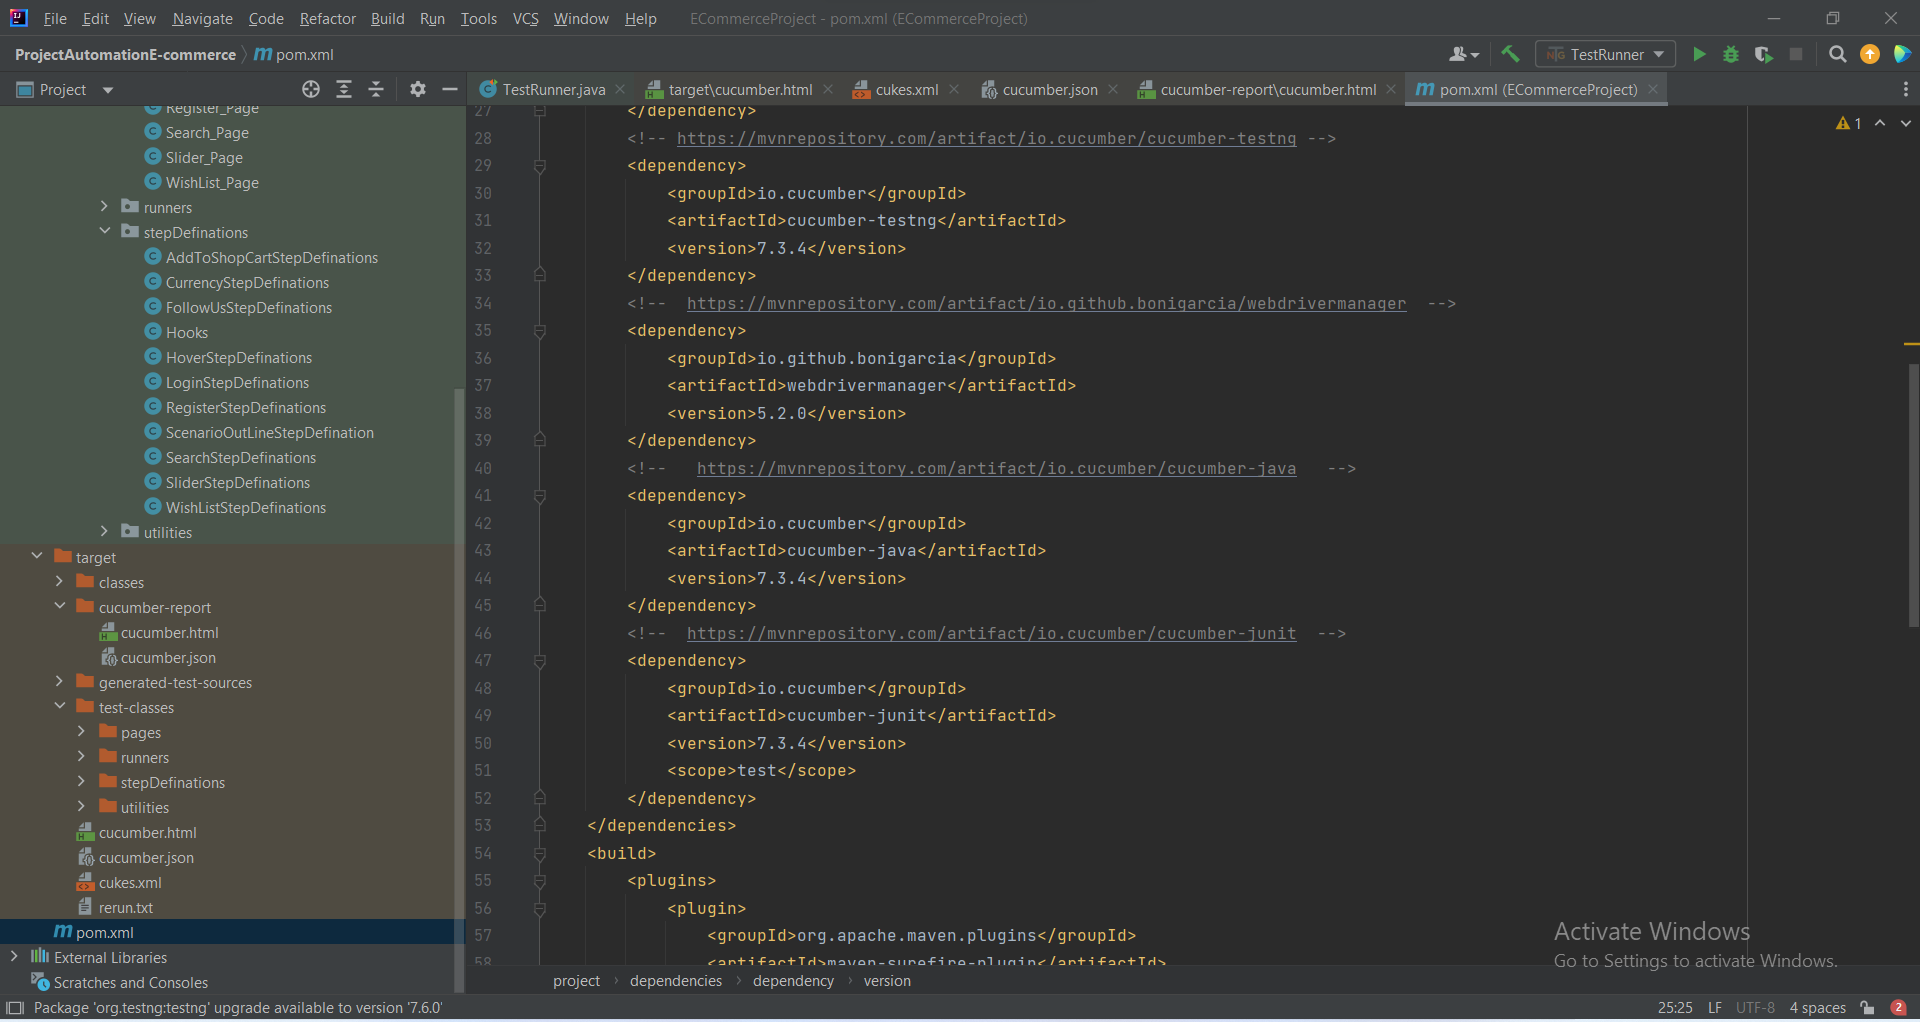 File Edit View Navigate Code Refactor Build Run Tools VCS Window Help ECommerceProject - pom.xml (ECommerceProject)
ProjectAutomationE-commerce pom.xml TestRunner
Project
TestRunner.java target\cucumber.html cukes.xml cucumber.json cucumber-report\cucumber.html pom.xml (ECommerceProject)
Register_Page
Search_Page
Slider_Page
WishList_Page
runners
stepDefinations
AddToShopCartStepDefinations
CurrencyStepDefinations
FollowUsStepDefinations
Hooks
HoverStepDefinations
LoginStepDefinations
RegisterStepDefinations
ScenarioOutLineStepDefination
SearchStepDefinations
SliderStepDefinations
WishListStepDefinations
utilities
target
classes
cucumber-report
cucumber.html
cucumber.json
generated-test-sources
test-classes
pages
runners
stepDefinations
utilities
cucumber.html
cucumber.json
cukes.xml
rerun.txt
pom.xml
External Libraries
Scratches and Consoles
27 </dependency>
28 <!-- https://mvnrepository.com/artifact/io.cucumber/cucumber-testng -->
29 <dependency>
30 <groupId>io.cucumber</groupId>
31 <artifactId>cucumber-testng</artifactId>
32 <version>7.3.4</version>
33 </dependency>
34 <!--  https://mvnrepository.com/artifact/io.github.bonigarcia/webdrivermanager  -->
35 <dependency>
36 <groupId>io.github.bonigarcia</groupId>
37 <artifactId>webdrivermanager</artifactId>
38 <version>5.2.0</version>
39 </dependency>
40 <!--   https://mvnrepository.com/artifact/io.cucumber/cucumber-java   -->
41 <dependency>
42 <groupId>io.cucumber</groupId>
43 <artifactId>cucumber-java</artifactId>
44 <version>7.3.4</version>
45 </dependency>
46 <!--  https://mvnrepository.com/artifact/io.cucumber/cucumber-junit  -->
47 <dependency>
48 <groupId>io.cucumber</groupId>
49 <artifactId>cucumber-junit</artifactId>
50 <version>7.3.4</version>
51 <scope>test</scope>
52 </dependency>
53 </dependencies>
54 <build>
55 <plugins>
56 <plugin>
57 <groupId>org.apache.maven.plugins</groupId>
58 <artifactId>maven-surefire-plugin</artifactId>
1
Activate Windows
Go to Settings to activate Windows.
project dependencies dependency version
Package 'org.testng:testng' upgrade available to version '7.6.0' 25:25 LF UTF-8 4 spaces 2